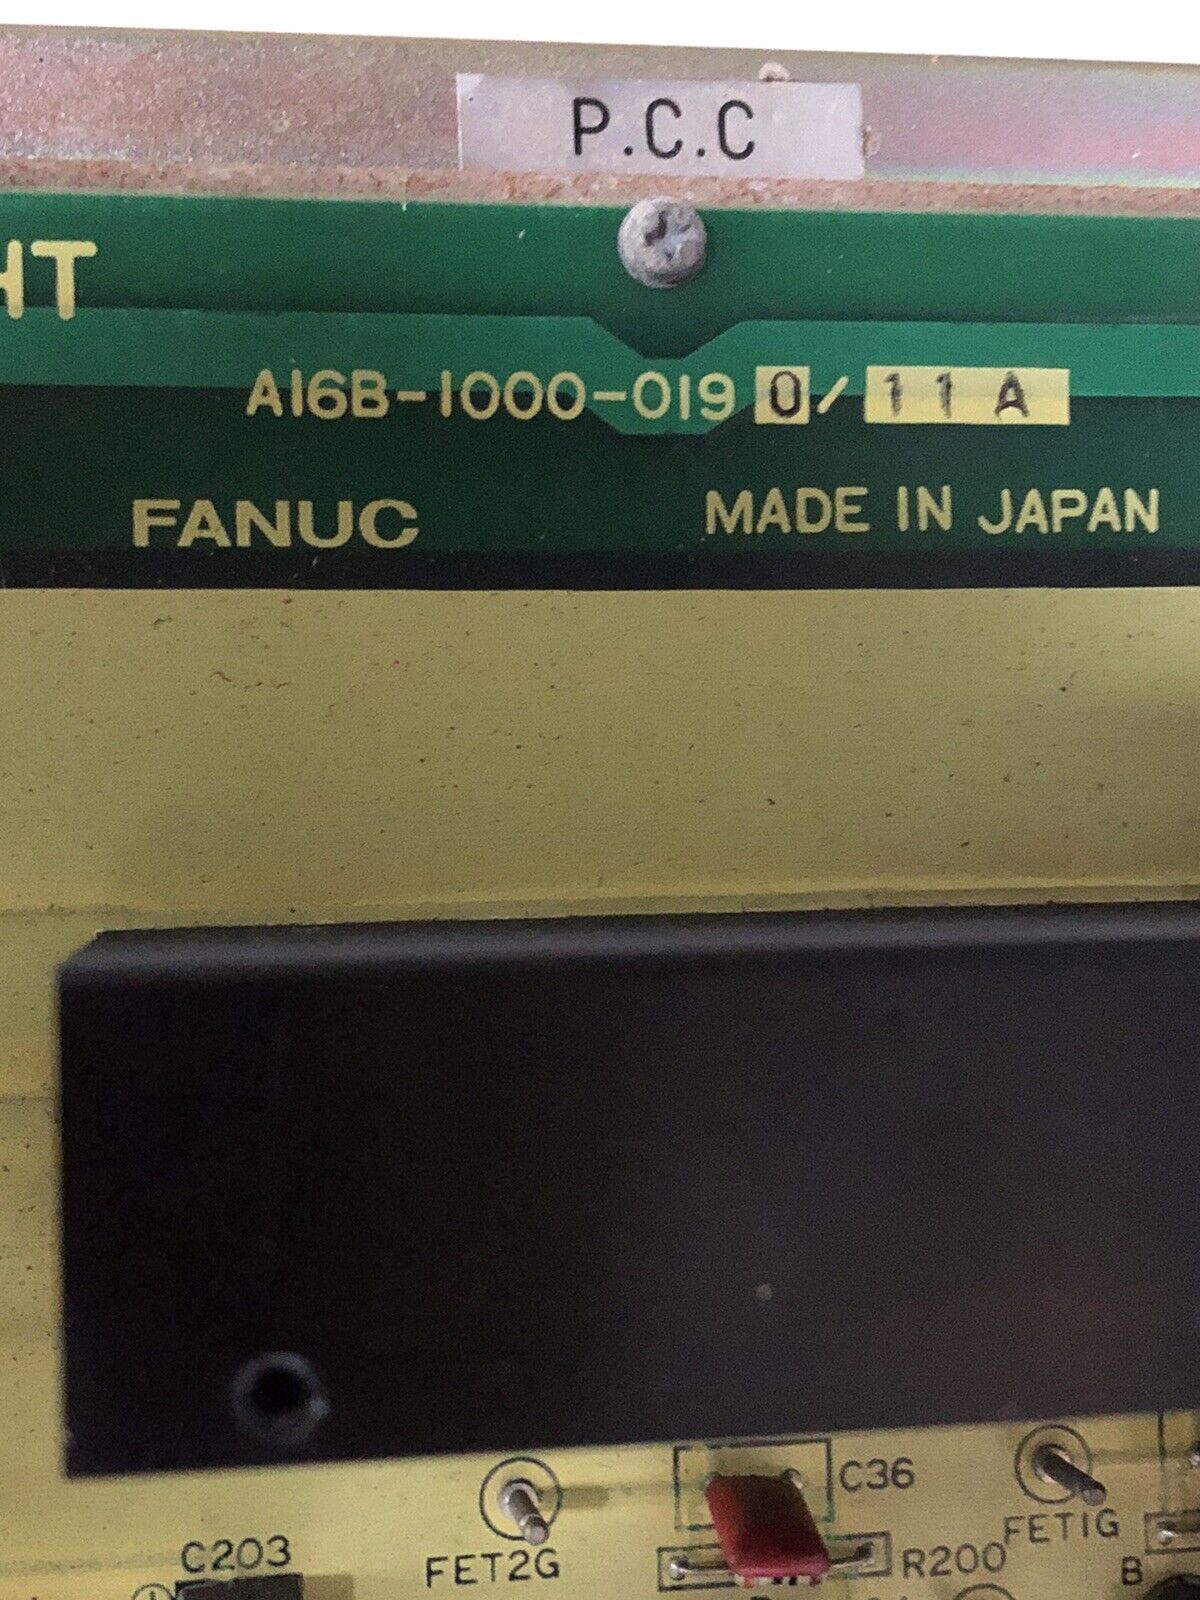 P.C.C
HT
A16B-1000-0190/11A
FANUC MADE IN JAPAN
C36
FET1G
C203
FET2G
R200
B